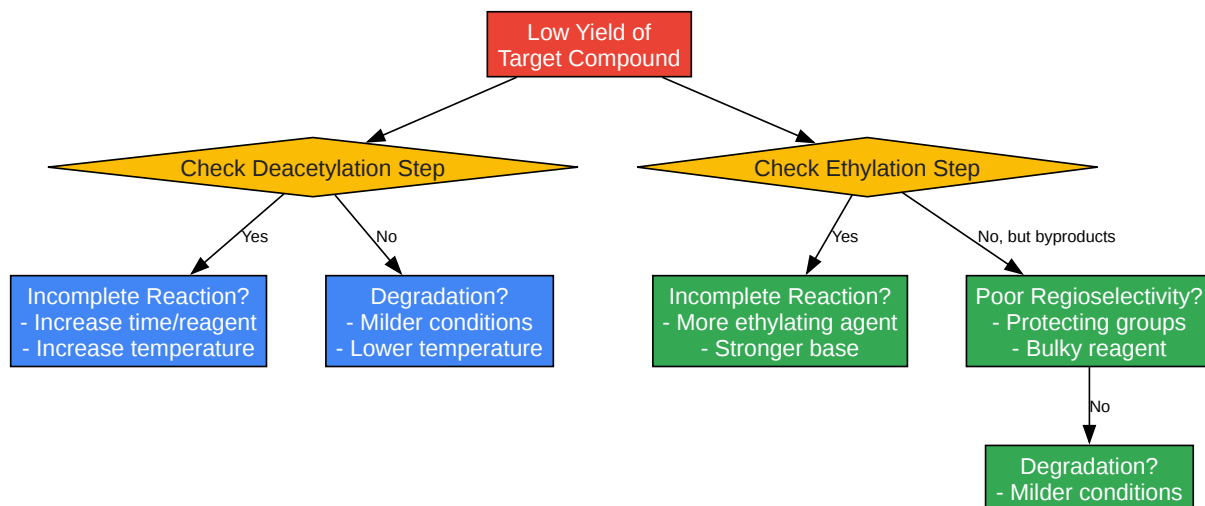 Low Yield of
Target Compound
Check Deacetylation Step
Check Ethylation Step
Yes
No
Yes
No, but byproducts
Incomplete Reaction?
- Increase time/reagent
- Increase temperature
Degradation?
- Milder conditions
- Lower temperature
Incomplete Reaction?
- More ethylating agent
- Stronger base
Poor Regioselectivity?
- Protecting groups
- Bulky reagent
No
Degradation?
- Milder conditions